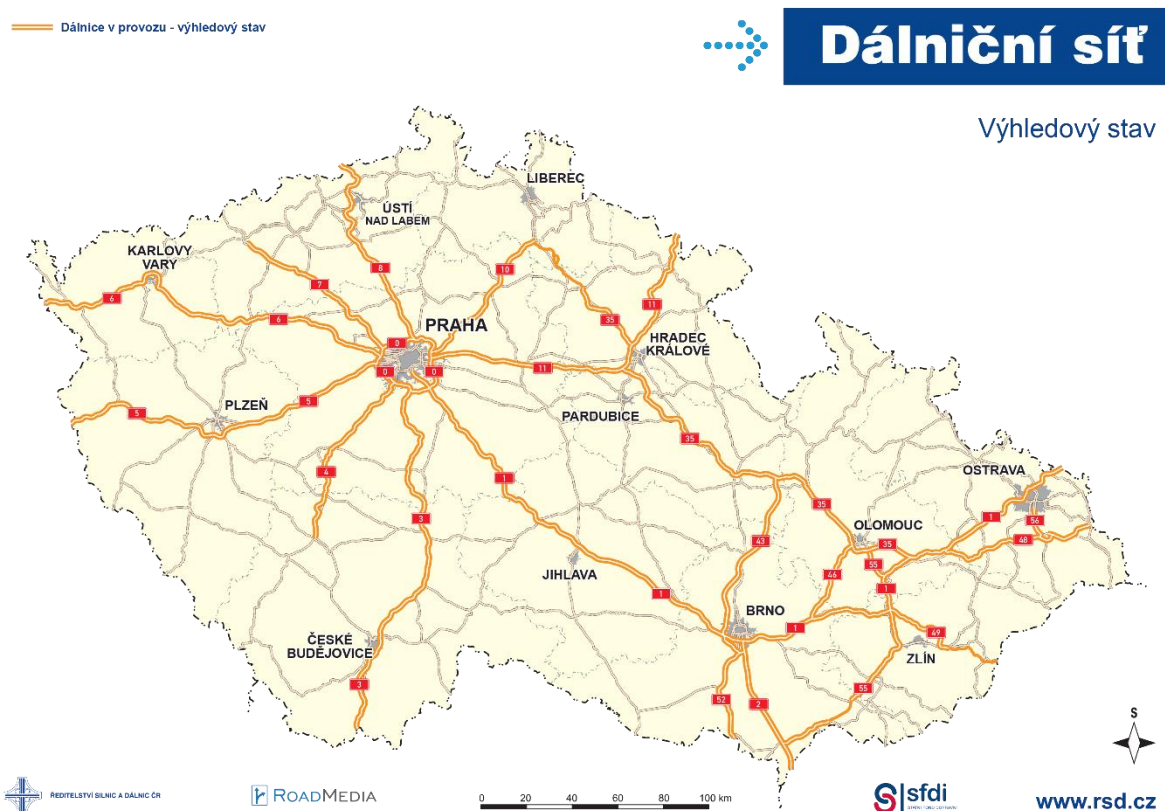 Dálnice v provozu - výhledový stav
Dálniční síť
Výhledový stav
LIBEREC
ÚSTÍ
NAD LABEM
KARLOVY
VARY
8
10
7
6
6
11
35
PRAHA
HRADEC
KRÁLOVÉ
0
0
0
11
PLZEŇ
5
5
PARDUBICE
35
4
1
3
OSTRAVA
35
1
56
OLOMOUC
43
35
48
55
46
1
JIHLAVA
1
BRNO
1
49
ČESKÉ
BUDĚJOVICE
ZLÍN
3
52
2
55
S
ŘEDITELSTVÍ SILNIC A DÁLNIC ČR
ROADMEDIA
0 20 40 60 80 100 km
sfdi
www.rsd.cz